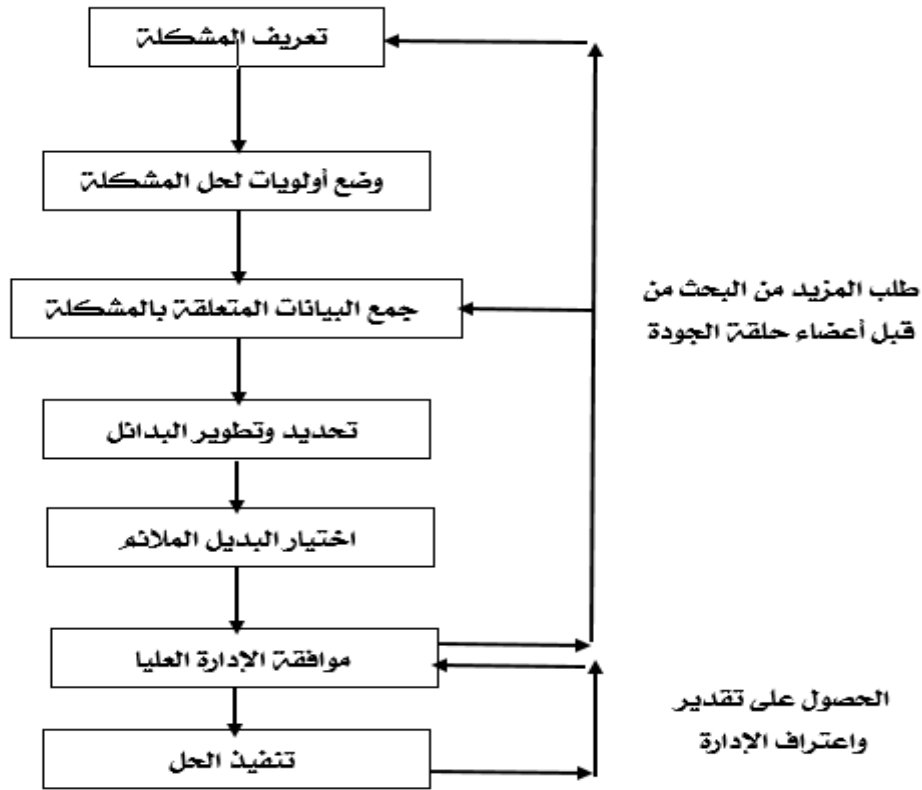 تعريف المشكلة
وضع أولويات لحل المشكلة
جمع البيانات المتعلقة بالمشكلة
طلب المزيد من البحث من
قبل أعضاء حلقة الجودة
تحديد وتطوير البدائل
اختيار البديل الملائم
موافقة الإدارة العليا
الحصول على تقدير
واعتراف الإدارة
تنفيذ الحل